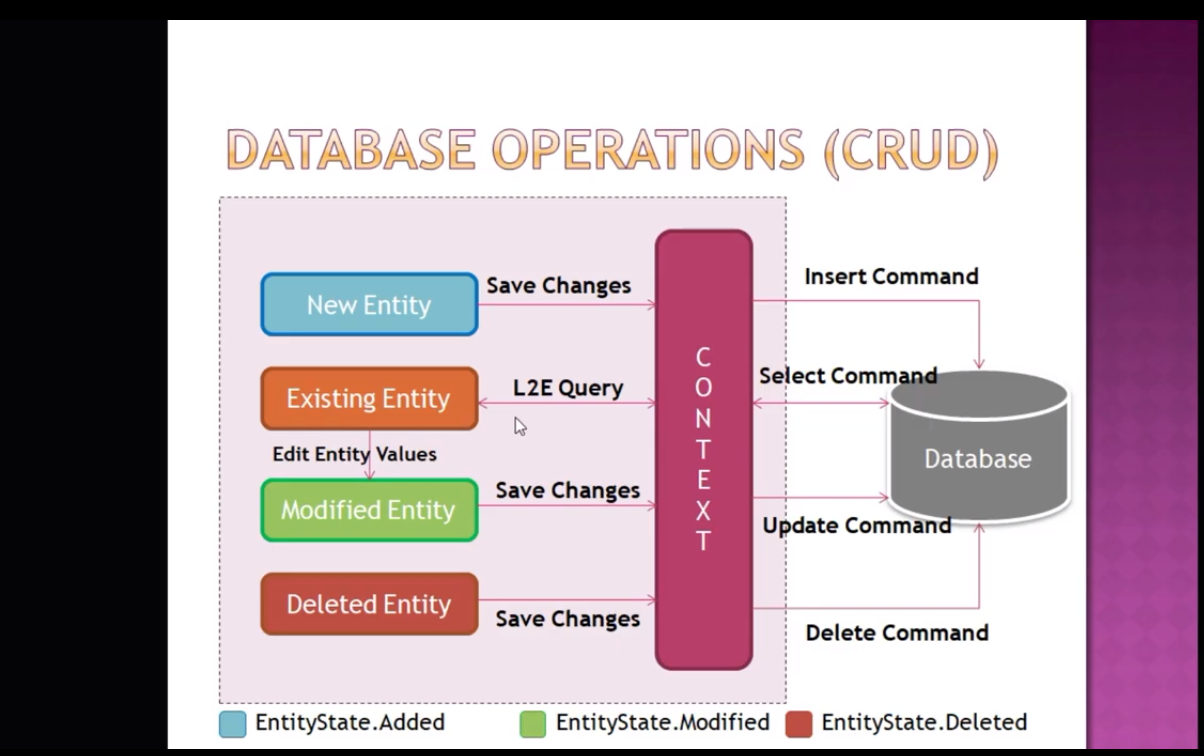 DATABASE OPERATIONS (CRUD)
New Entity
Save Changes
Insert Command
Existing Entity
L2E Query
Select Command
Edit Entity Values
Modified Entity
Save Changes
Update Command
Deleted Entity
Save Changes
Delete Command
CONTEXT
Database
EntityState.Added
EntityState.Modified
EntityState.Deleted